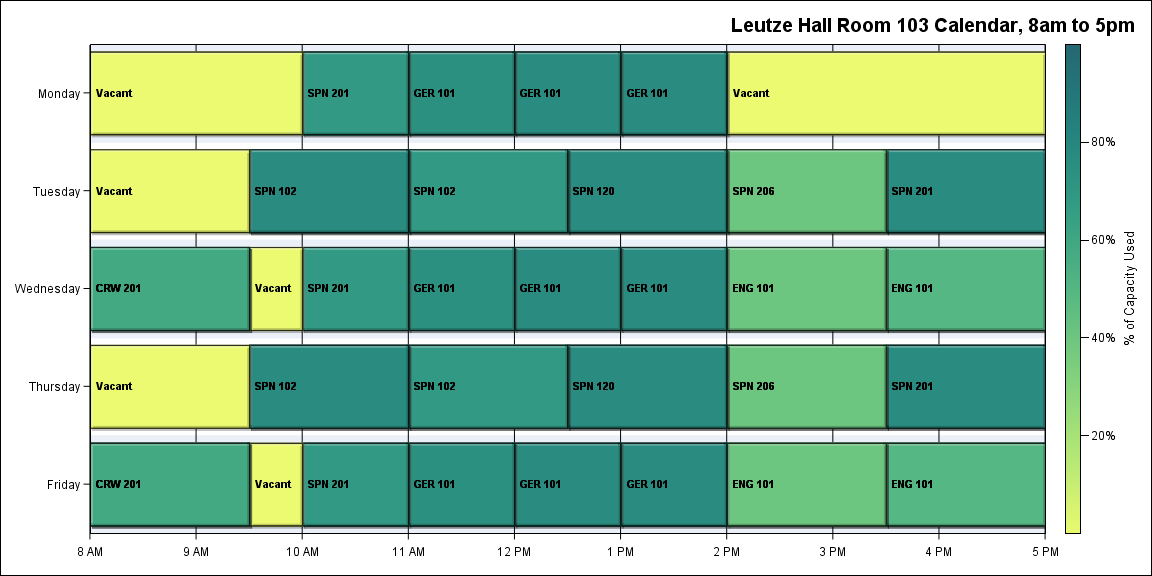 Leutze Hall Room 103 Calendar, 8am to 5pm
Monday
Vacant
SPN 201
GER 101
GER 101
GER 101
Vacant
Tuesday
Vacant
SPN 102
SPN 102
SPN 120
SPN 206
SPN 201
Wednesday
CRW 201
Vacant
SPN 201
GER 101
GER 101
GER 101
ENG 101
ENG 101
Thursday
Vacant
SPN 102
SPN 102
SPN 120
SPN 206
SPN 201
Friday
CRW 201
Vacant
SPN 201
GER 101
GER 101
GER 101
ENG 101
ENG 101
8 AM
9 AM
10 AM
11 AM
12 PM
1 PM
2 PM
3 PM
4 PM
5 PM
80%
60%
40%
20%
% of Capacity Used